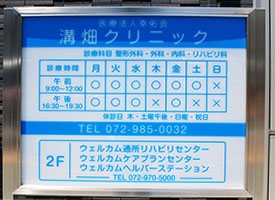 医療法人幸佑会
溝畑クリニック
診療科目 整形外科・外科・内科・リハビリ科
診療時間 月 火 水 木 金 土 日
午前 9:00~12:00 ○ ○ ○ × ○ ○ ×
午後 16:30~19:30 ○ ○ ○ × ○ × ×
休診日 木・土曜午後・日曜・祝日
TEL 072-985-0032
2F
ウェルカム通所リハビリセンター
ウェルカムケアプランセンター
ウェルカムヘルパーステーション
TEL 072-970-5000